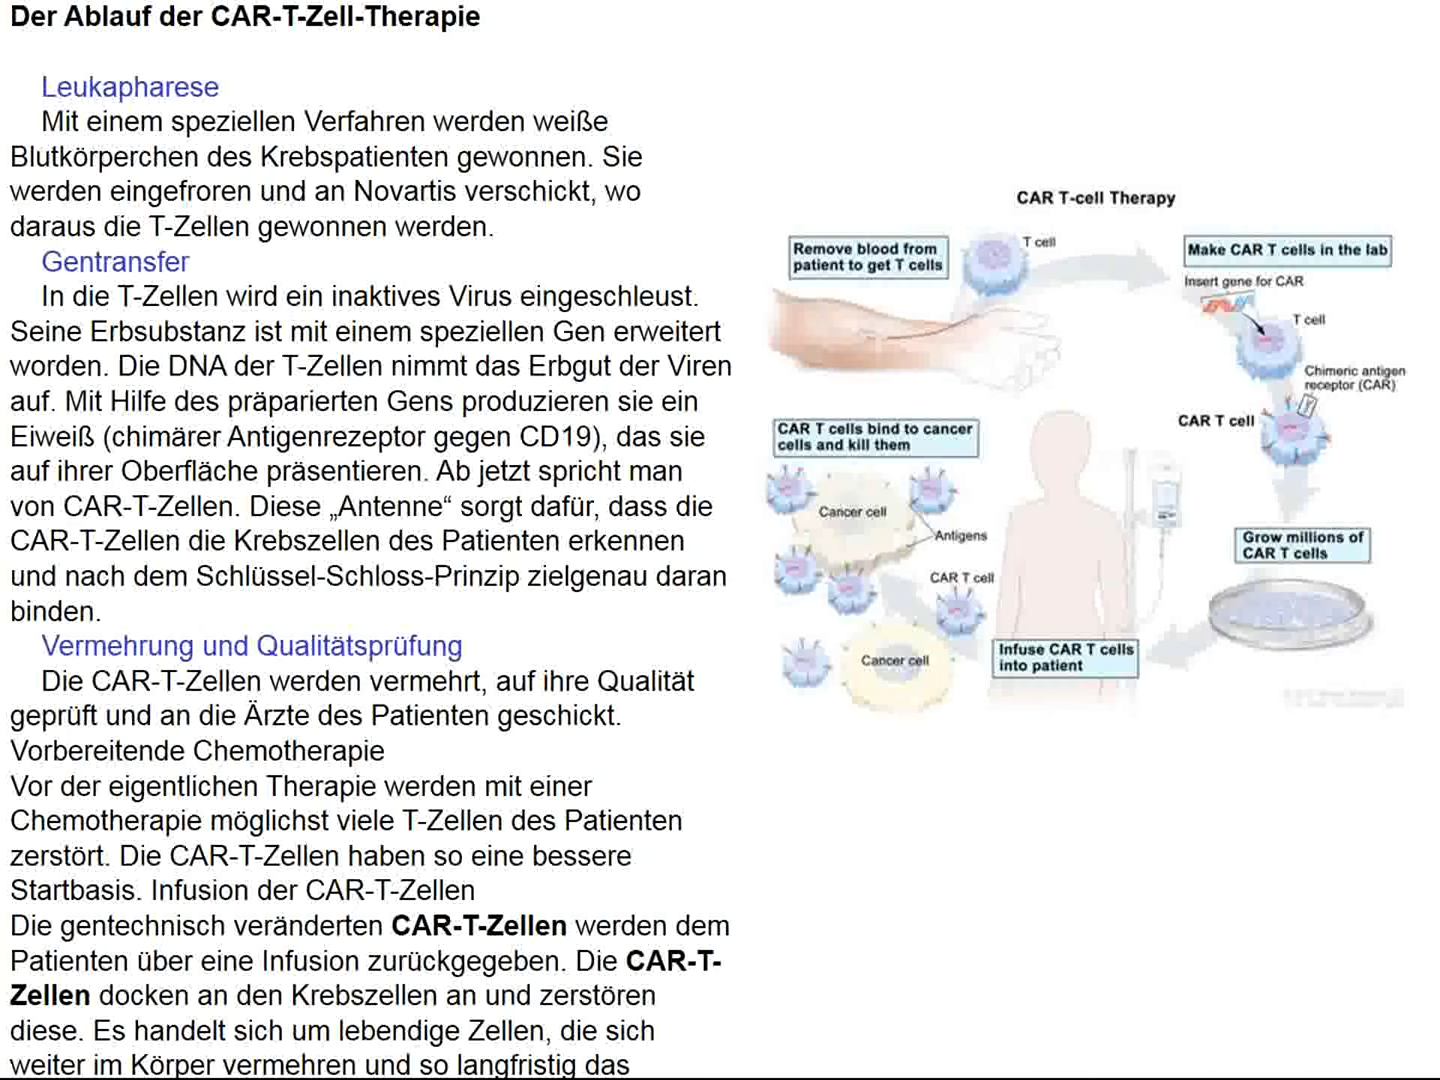 Der Ablauf der CAR-T-Zell-Therapie
Leukapharese
Mit einem speziellen Verfahren werden weiße
Blutkörperchen des Krebspatienten gewonnen. Sie
werden eingefroren und an Novartis verschickt, wo
daraus die T-Zellen gewonnen werden.
Gentransfer
In die T-Zellen wird ein inaktives Virus eingeschleust.
Seine Erbsubstanz ist mit einem speziellen Gen erweitert
worden. Die DNA der T-Zellen nimmt das Erbgut der Viren
auf. Mit Hilfe des präparierten Gens produzieren sie ein
Eiweiß (chimärer Antigenrezeptor gegen CD19), das sie
auf ihrer Oberfläche präsentieren. Ab jetzt spricht man
von CAR-T-Zellen. Diese „Antenne“ sorgt dafür, dass die
CAR-T-Zellen die Krebszellen des Patienten erkennen
und nach dem Schlüssel-Schloss-Prinzip zielgenau daran
binden.
Vermehrung und Qualitätsprüfung
Die CAR-T-Zellen werden vermehrt, auf ihre Qualität
geprüft und an die Ärzte des Patienten geschickt.
Vorbereitende Chemotherapie
Vor der eigentlichen Therapie werden mit einer
Chemotherapie möglichst viele T-Zellen des Patienten
zerstört. Die CAR-T-Zellen haben so eine bessere
Startbasis. Infusion der CAR-T-Zellen
Die gentechnisch veränderten CAR-T-Zellen werden dem
Patienten über eine Infusion zurückgegeben. Die CAR-T-
Zellen docken an den Krebszellen an und zerstören
diese. Es handelt sich um lebendige Zellen, die sich
weiter im Körper vermehren und so langfristig das
CAR T-cell Therapy
Remove blood from
patient to get T cells
T cell
Make CAR T cells in the lab
Insert gene for CAR
T cell
Chimeric antigen
receptor (CAR)
CAR T cell
Grow millions of
CAR T cells
Infuse CAR T cells
into patient
CAR T cells bind to cancer
cells and kill them
Cancer cell
Antigens
CAR T cell
Cancer cell